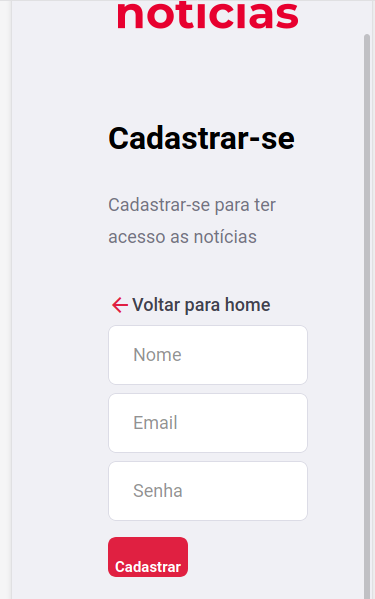 notícias
Cadastrar-se
Cadastrar-se para ter
acesso as notícias
Voltar para home
Nome
Email
Senha
Cadastrar